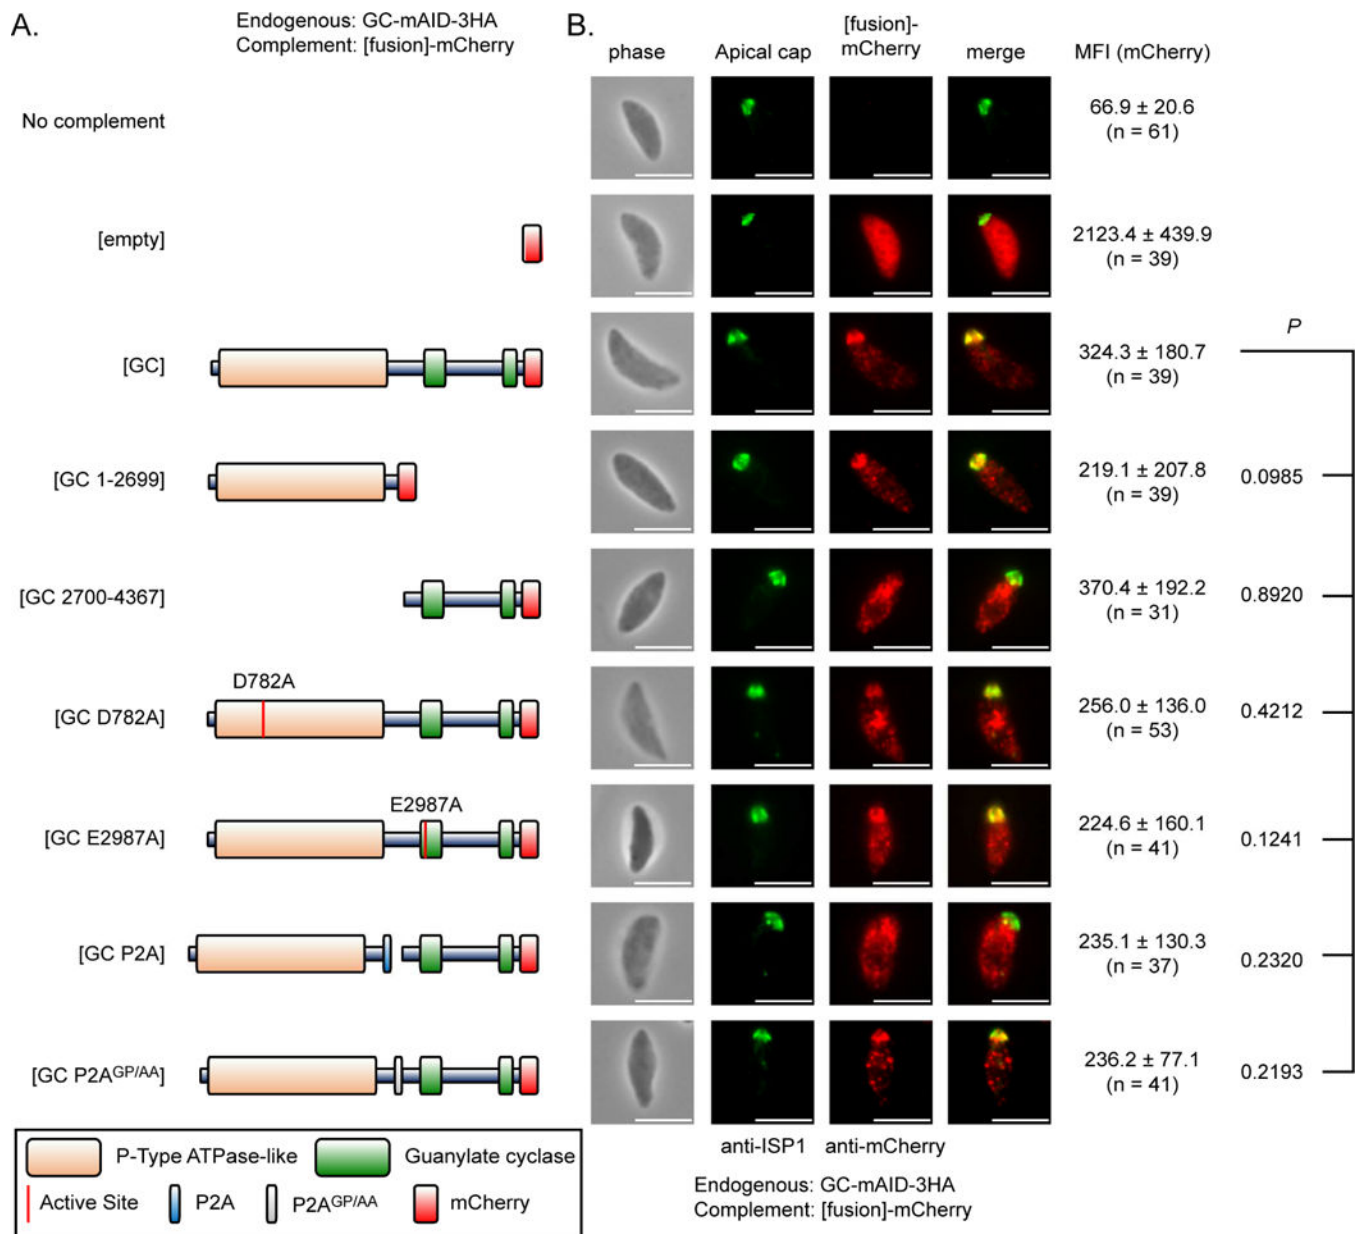 A.
Endogenous: GC-mAID-3HA
Complement: [fusion]-mCherry
B.
phase
Apical cap
[fusion]-
mCherry
merge
MFI (mCherry)
No complement
66.9 ± 20.6
(n = 61)
[empty]
2123.4 ± 439.9
(n = 39)
P
[GC]
324.3 ± 180.7
(n = 39)
[GC 1-2699]
219.1 ± 207.8
(n = 39)
0.0985
[GC 2700-4367]
370.4 ± 192.2
(n = 31)
0.8920
D782A
[GC D782A]
256.0 ± 136.0
(n = 53)
0.4212
E2987A
[GC E2987A]
224.6 ± 160.1
(n = 41)
0.1241
[GC P2A]
235.1 ± 130.3
(n = 37)
0.2320
[GC P2A^GP/AA]
236.2 ± 77.1
(n = 41)
0.2193
P-Type ATPase-like
Guanylate cyclase
Active Site
P2A
P2A^GP/AA
mCherry
anti-ISP1
anti-mCherry
Endogenous: GC-mAID-3HA
Complement: [fusion]-mCherry